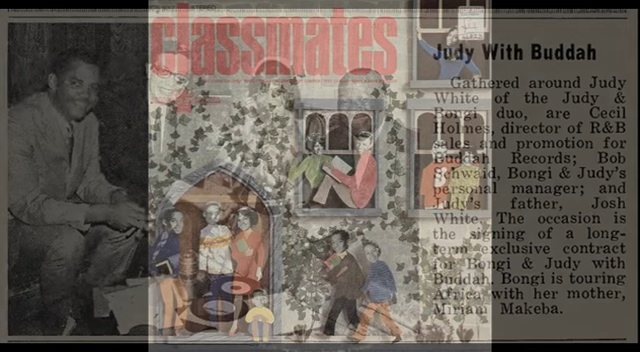 classmates
Judy With Buddah
Gathered around Judy
White of the Judy &
Bongi duo, are Cecil
Holmes, director of R&B
sales and promotion for
Buddah Records; Bob
Schwaid, Bongi & Judy's
personal manager; and
Judy's father, Josh
White. The occasion is
the signing of a long-
term exclusive contract
for Bongi & Judy with
Buddah. Bongi is touring
Africa with her mother,
Miriam Makeba.